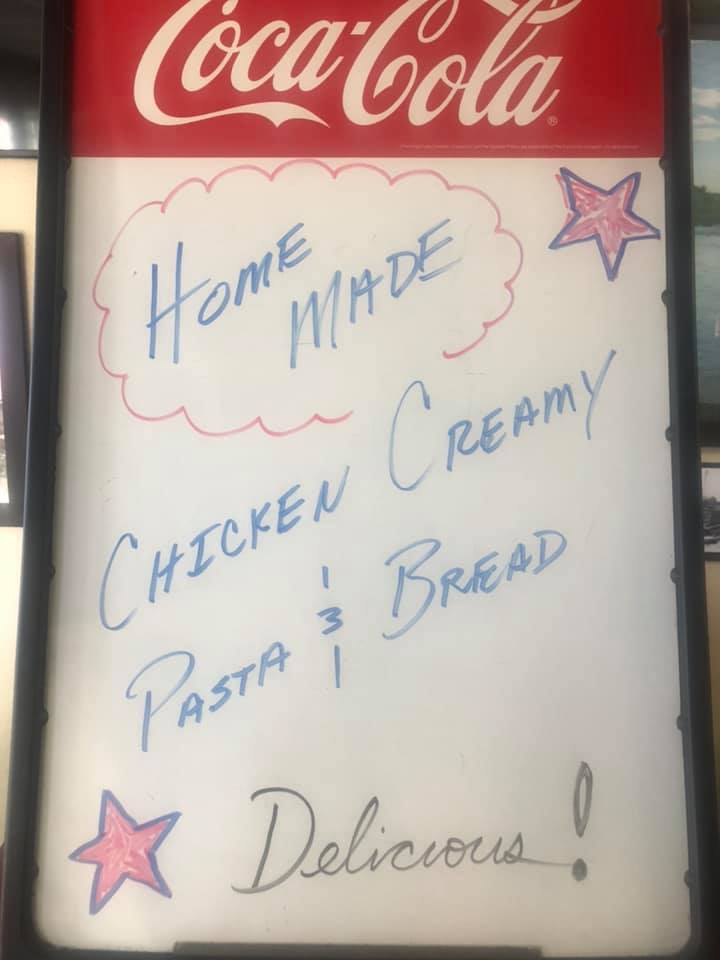 Coca-Cola ®
HOME
MADE
CHICKEN CREAMY
PASTA & BREAD
Delicious!